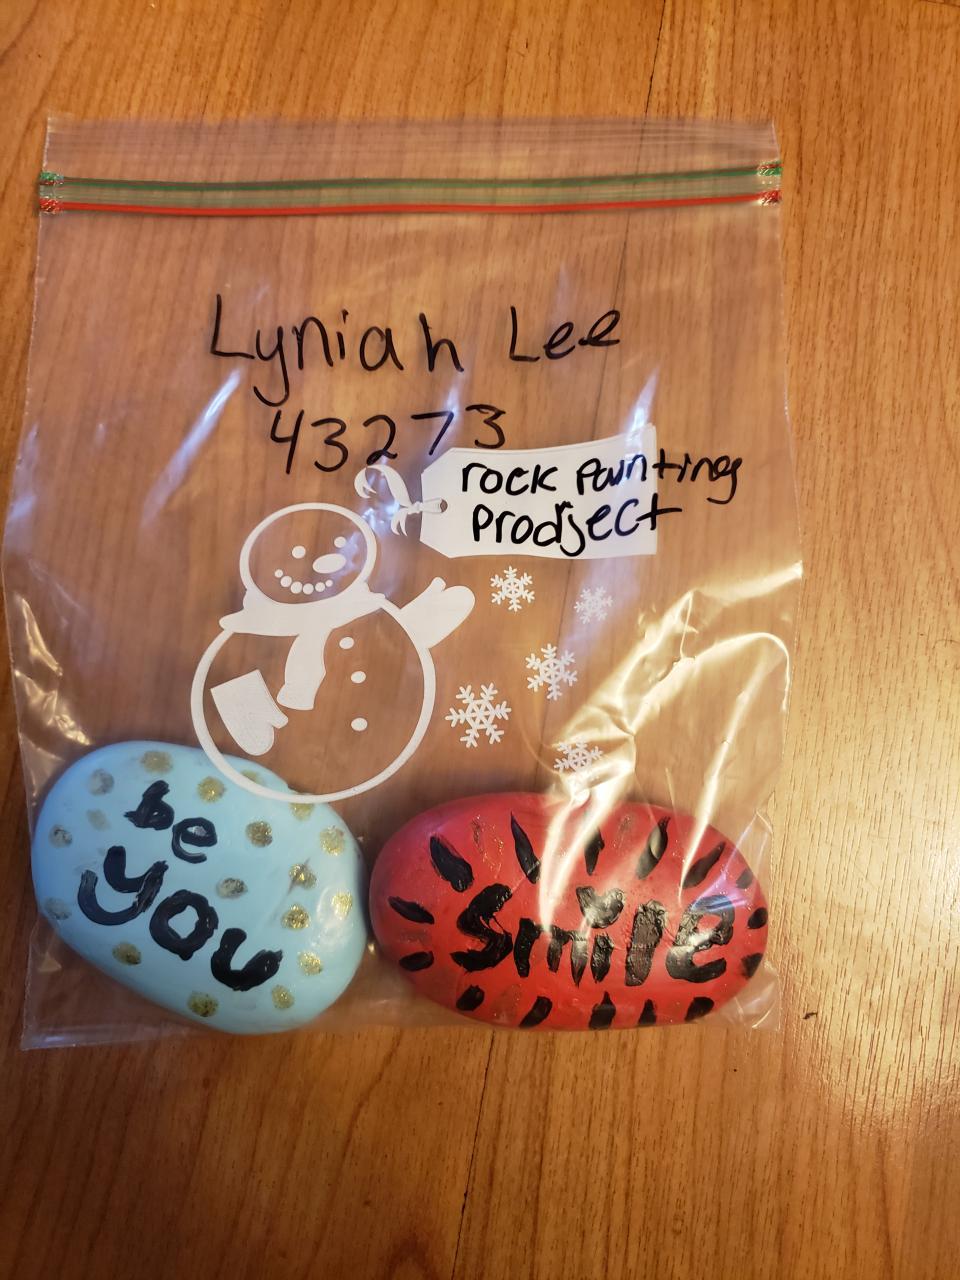 Lyniah Lee
43273
rock painting
prodject
be
you
smile